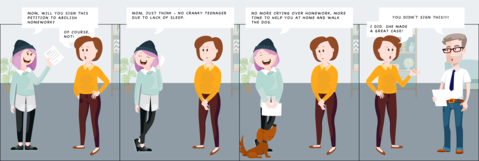 MOM, WILL YOU SIGN THIS
PETITION TO ABOLISH
HOMEWORK?
OF COURSE,
NOT!
MOM, JUST THINK - NO CRANKY TEENAGER
DUE TO LACK OF SLEEP.
NO MORE CRYING OVER HOMEWORK, MORE
TIME TO HELP YOU AT HOME AND WALK
THE DOG.
YOU DIDN'T SIGN THIS!!!!
I DID. SHE MADE
A GREAT CASE!